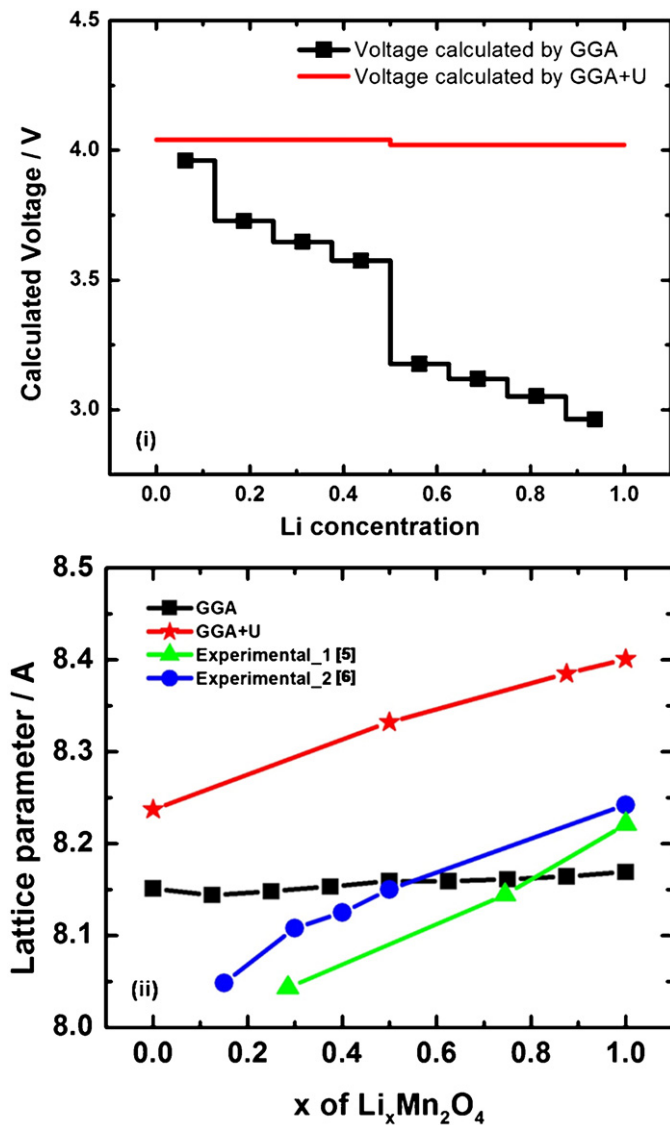 Voltage calculated by GGA
Voltage calculated by GGA+U
Calculated Voltage / V
4.5
4.0
3.5
3.0
(i)
0.0 0.2 0.4 0.6 0.8 1.0
Li concentration
GGA
GGA+U
Experimental_1 [5]
Experimental_2 [6]
Lattice parameter / A
8.5
8.4
8.3
8.2
8.1
8.0
(ii)
0.0 0.2 0.4 0.6 0.8 1.0
x of LiₓMn₂O₄